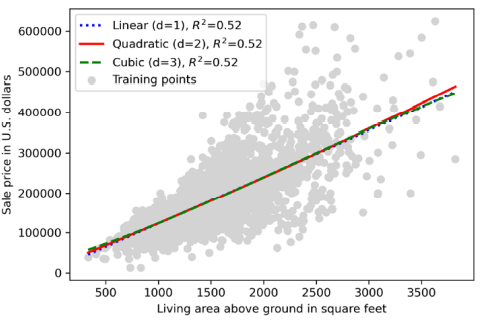 Linear (d=1), R²=0.52
Quadratic (d=2), R²=0.52
Cubic (d=3), R²=0.52
Training points
600000
500000
400000
300000
200000
100000
0
Sale price in U.S. dollars
500 1000 1500 2000 2500 3000 3500
Living area above ground in square feet